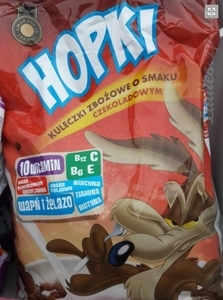 HOPKI
KULECZKI ZBOŻOWE O SMAKU
CZEKOLADOWYM
10 WITAMIN
B12 C
B6 E
NIACYNA
TIAMINA
BIOTYNA
WAPŃ I ŻELAZO